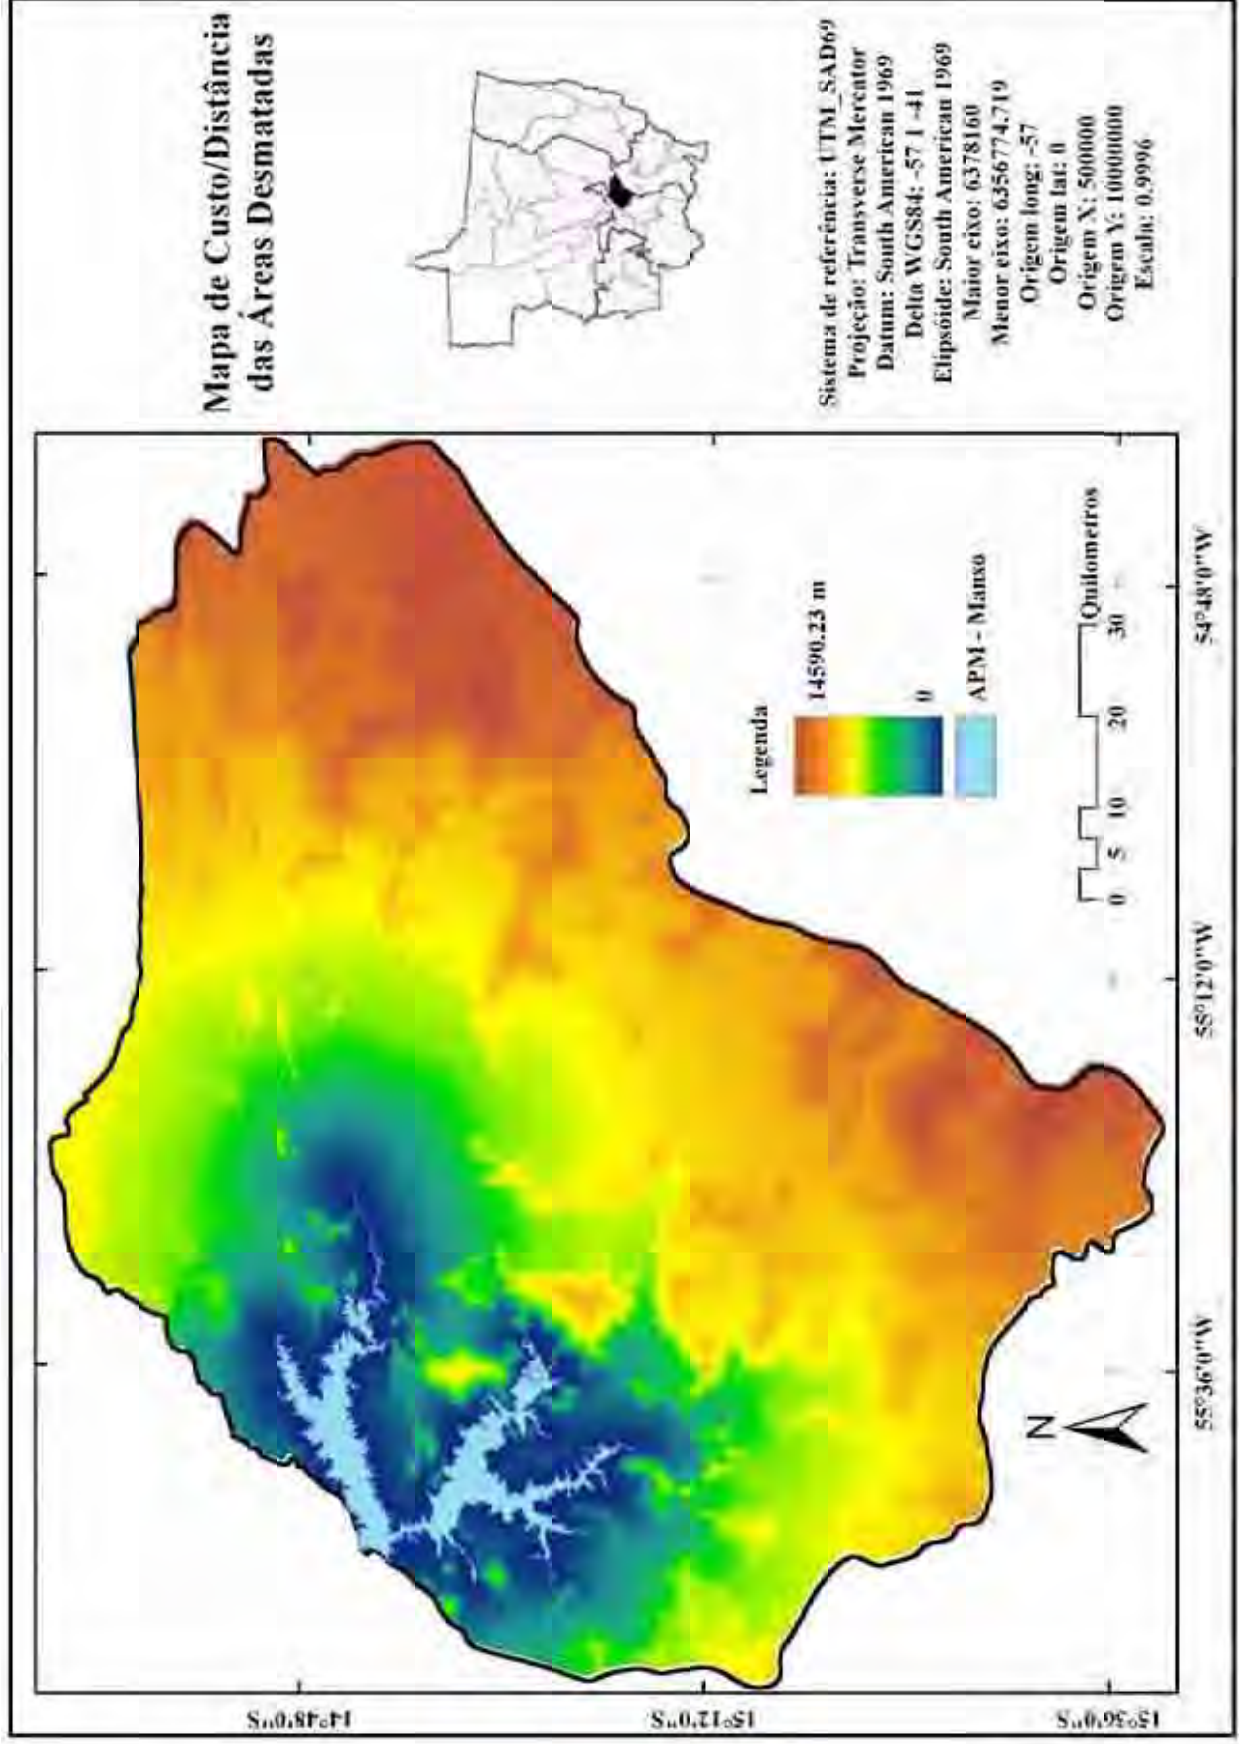 Mapa de Custo/Distância
das Áreas Desmatadas
Sistema de referência: UTM_SAD69
Projeção: Transverse Mercator
Datum: South American 1969
Delta WGS84: -57 1 -41
Elipsóide: South American 1969
Maior eixo: 6378160
Menor eixo: 6356774.719
Origem long: -57
Origem lat: 0
Origem X: 500000
Origem Y: 10000000
Escala: 0.9996
Legenda
14590.23 m
0
APM - Manso
0 5 10 20 30
Quilometros
N
14°48'0"S
15°12'0"S
15°36'0"S
55°36'0"W
55°12'0"W
54°48'0"W